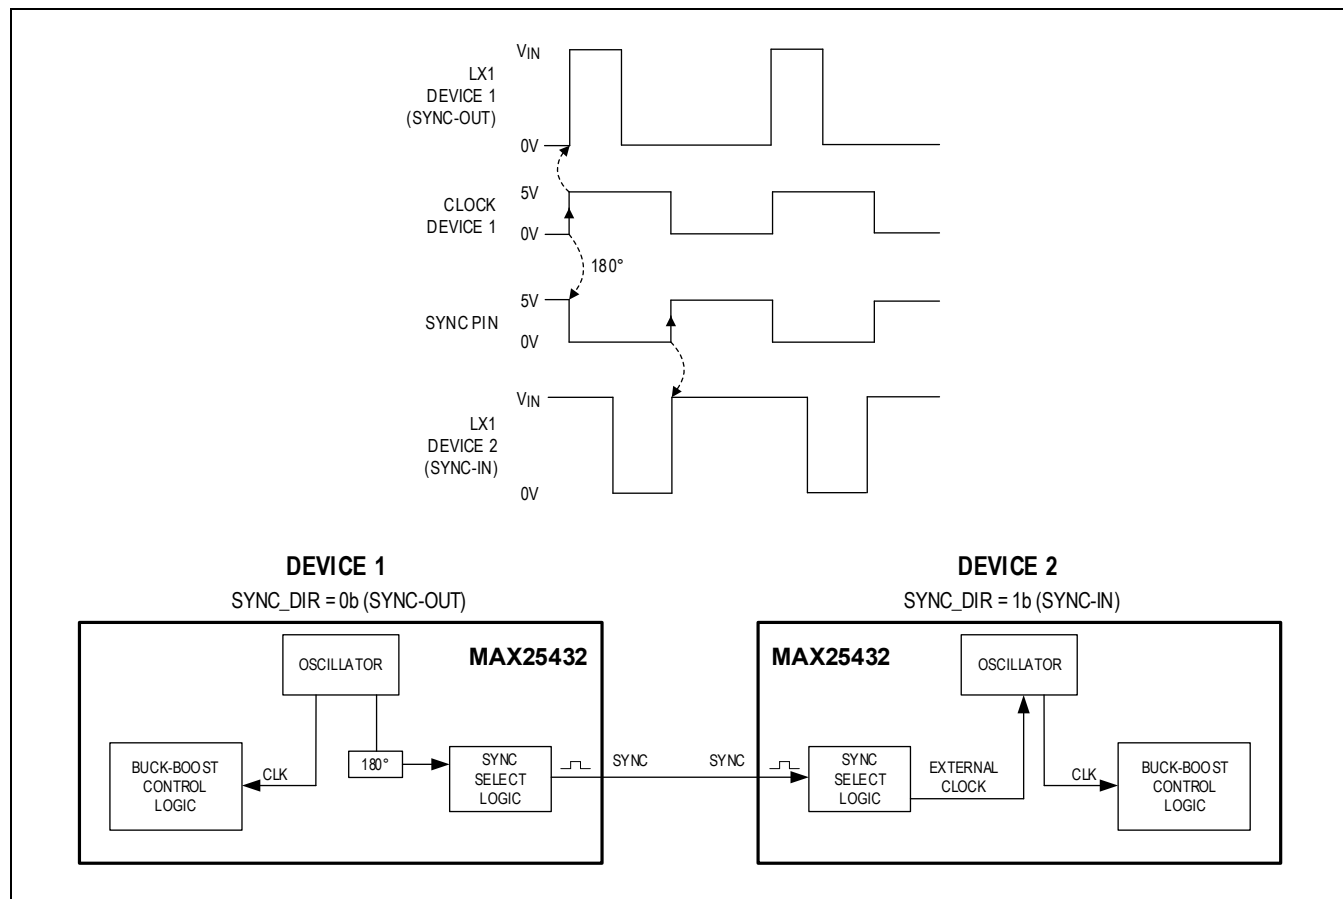 VIN
LX1
DEVICE 1
(SYNC-OUT)
0V
5V
CLOCK
DEVICE 1
0V
180°
5V
SYNC PIN
0V
VIN
LX1
DEVICE 2
(SYNC-IN)
0V
DEVICE 1
SYNC_DIR = 0b (SYNC-OUT)
OSCILLATOR
MAX25432
BUCK-BOOST
CONTROL
LOGIC
CLK
180°
SYNC
SELECT
LOGIC
SYNC
DEVICE 2
SYNC_DIR = 1b (SYNC-IN)
MAX25432
OSCILLATOR
SYNC
SYNC
SELECT
LOGIC
EXTERNAL
CLOCK
CLK
BUCK-BOOST
CONTROL
LOGIC